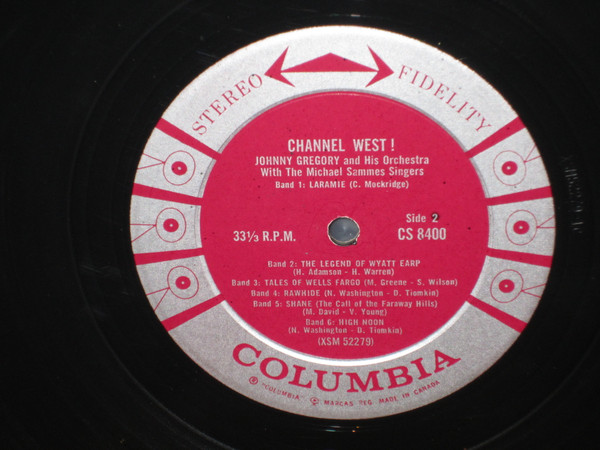 STEREO FIDELITY
CHANNEL WEST!
JOHNNY GREGORY and His Orchestra
With The Michael Sammes Singers
Band 1: LARAMIE (C. Mockridge)
Side 2
33⅓ R.P.M.
CS 8400
Band 2: THE LEGEND OF WYATT EARP
(H. Adamson - H. Warren)
Band 3: TALES OF WELLS FARGO (M. Greene - S. Wilson)
Band 4: RAWHIDE (N. Washington - D. Tiomkin)
Band 5: SHANE (The Call of the Faraway Hills)
(M. David - V. Young)
Band 6: HIGH NOON
(N. Washington - D. Tiomkin)
(XSM 52279)
COLUMBIA
® "COLUMBIA" MARCAS REG. MADE IN CANADA